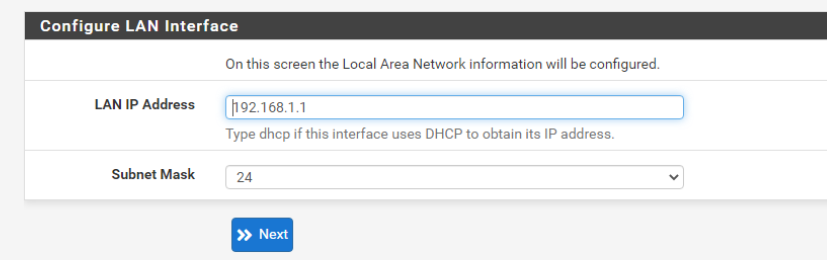 Configure LAN Interface
On this screen the Local Area Network information will be configured.
LAN IP Address
192.168.1.1
Type dhcp if this interface uses DHCP to obtain its IP address.
Subnet Mask
24
Next